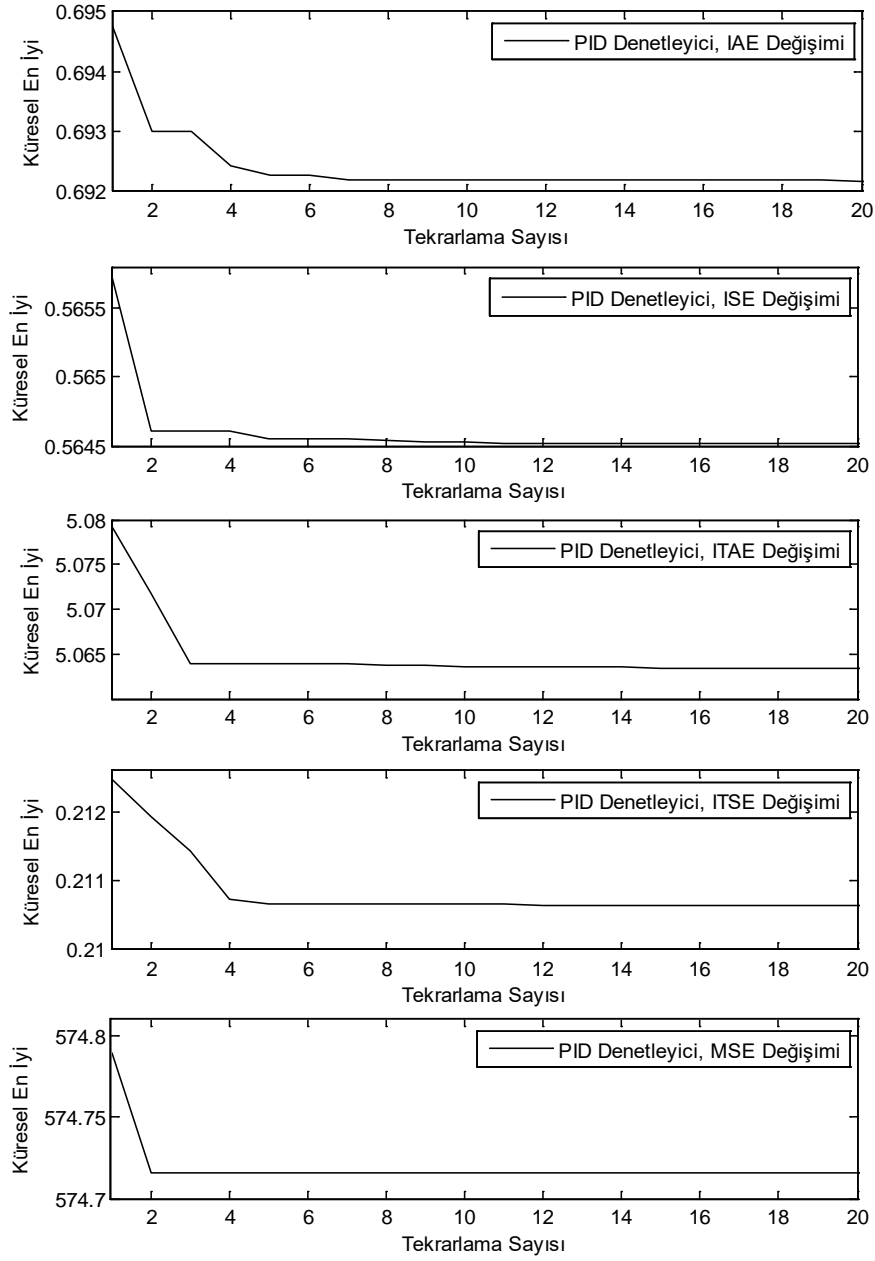 0.695
PID Denetleyici, IAE Değişimi
0.694
0.693
0.692
Küresel En İyi
2 4 6 8 10 12 14 16 18 20
Tekrarlama Sayısı
PID Denetleyici, ISE Değişimi
0.5655
0.565
0.5645
Küresel En İyi
2 4 6 8 10 12 14 16 18 20
Tekrarlama Sayısı
5.08
PID Denetleyici, ITAE Değişimi
5.075
5.07
5.065
Küresel En İyi
2 4 6 8 10 12 14 16 18 20
Tekrarlama Sayısı
PID Denetleyici, ITSE Değişimi
0.212
0.211
0.21
Küresel En İyi
2 4 6 8 10 12 14 16 18 20
Tekrarlama Sayısı
574.8
PID Denetleyici, MSE Değişimi
574.75
574.7
Küresel En İyi
2 4 6 8 10 12 14 16 18 20
Tekrarlama Sayısı